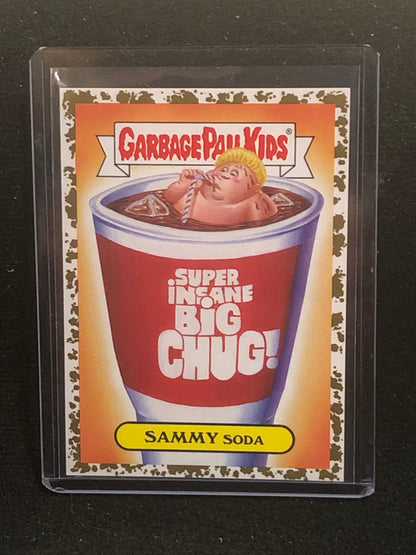 GARBAGE PAIL KIDS®
SUPER
iNSANE
BiG
CHUG!
SAMMY SODA